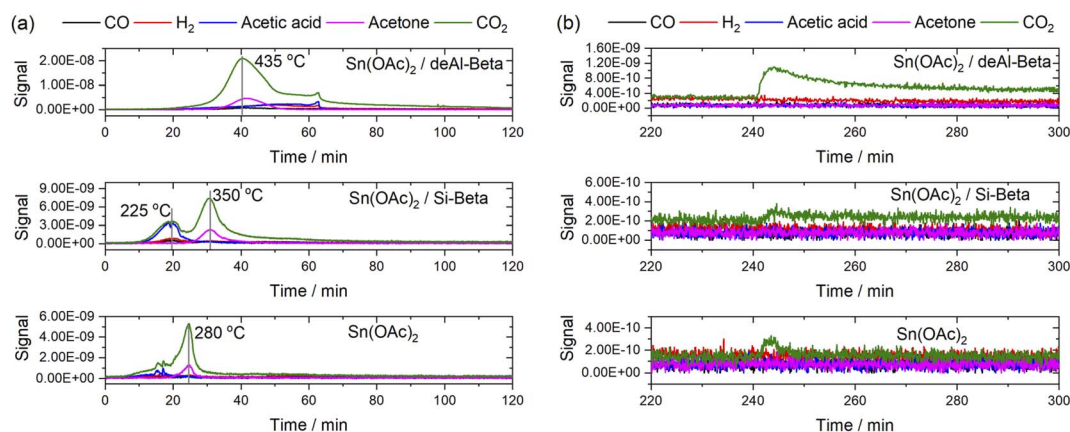 (a) CO H₂ Acetic acid Acetone CO₂
2.00E-08
1.00E-08
0.00E+00
Signal
435 °C
Sn(OAc)₂ / deAl-Beta
0 20 40 60 80 100 120
Time / min
9.00E-09
6.00E-09
3.00E-09
0.00E+00
Signal
225 °C
350 °C
Sn(OAc)₂ / Si-Beta
0 20 40 60 80 100 120
Time / min
6.00E-09
4.00E-09
2.00E-09
0.00E+00
Signal
280 °C
Sn(OAc)₂
0 20 40 60 80 100 120
Time / min
(b) CO H₂ Acetic acid Acetone CO₂
1.60E-09
1.20E-09
8.00E-10
4.00E-10
0.00E+00
Signal
Sn(OAc)₂ / deAl-Beta
220 240 260 280 300
Time / min
6.00E-10
4.00E-10
2.00E-10
0.00E+00
Signal
Sn(OAc)₂ / Si-Beta
220 240 260 280 300
Time / min
4.00E-10
2.00E-10
0.00E+00
Signal
Sn(OAc)₂
220 240 260 280 300
Time / min